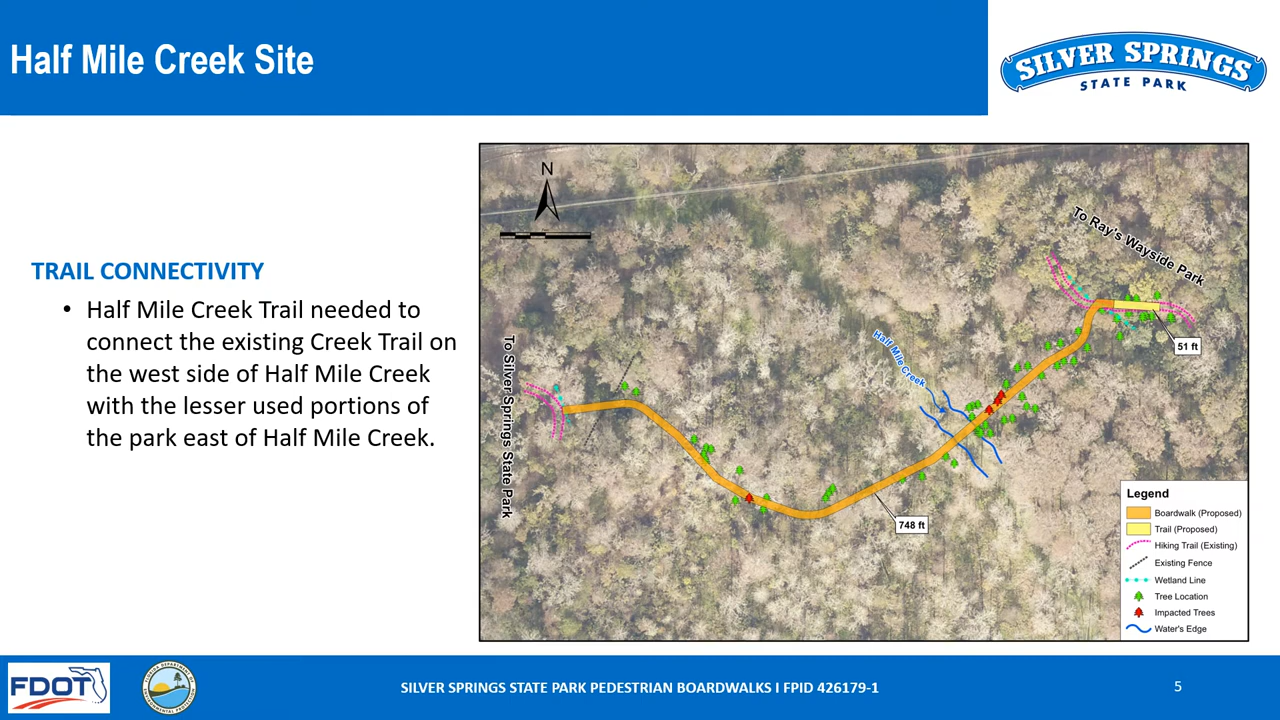 Half Mile Creek Site
SILVER SPRINGS
STATE PARK
TRAIL CONNECTIVITY
• Half Mile Creek Trail needed to
connect the existing Creek Trail on
the west side of Half Mile Creek
with the lesser used portions of
the park east of Half Mile Creek.
N
To Ray's Wayside Park
51 ft
Half Mile Creek
To Silver Springs State Park
748 ft
Legend
Boardwalk (Proposed)
Trail (Proposed)
Hiking Trail (Existing)
Existing Fence
Wetland Line
Tree Location
Impacted Trees
Water's Edge
FDOT
SILVER SPRINGS STATE PARK PEDESTRIAN BOARDWALKS I FPID 426179-1
5